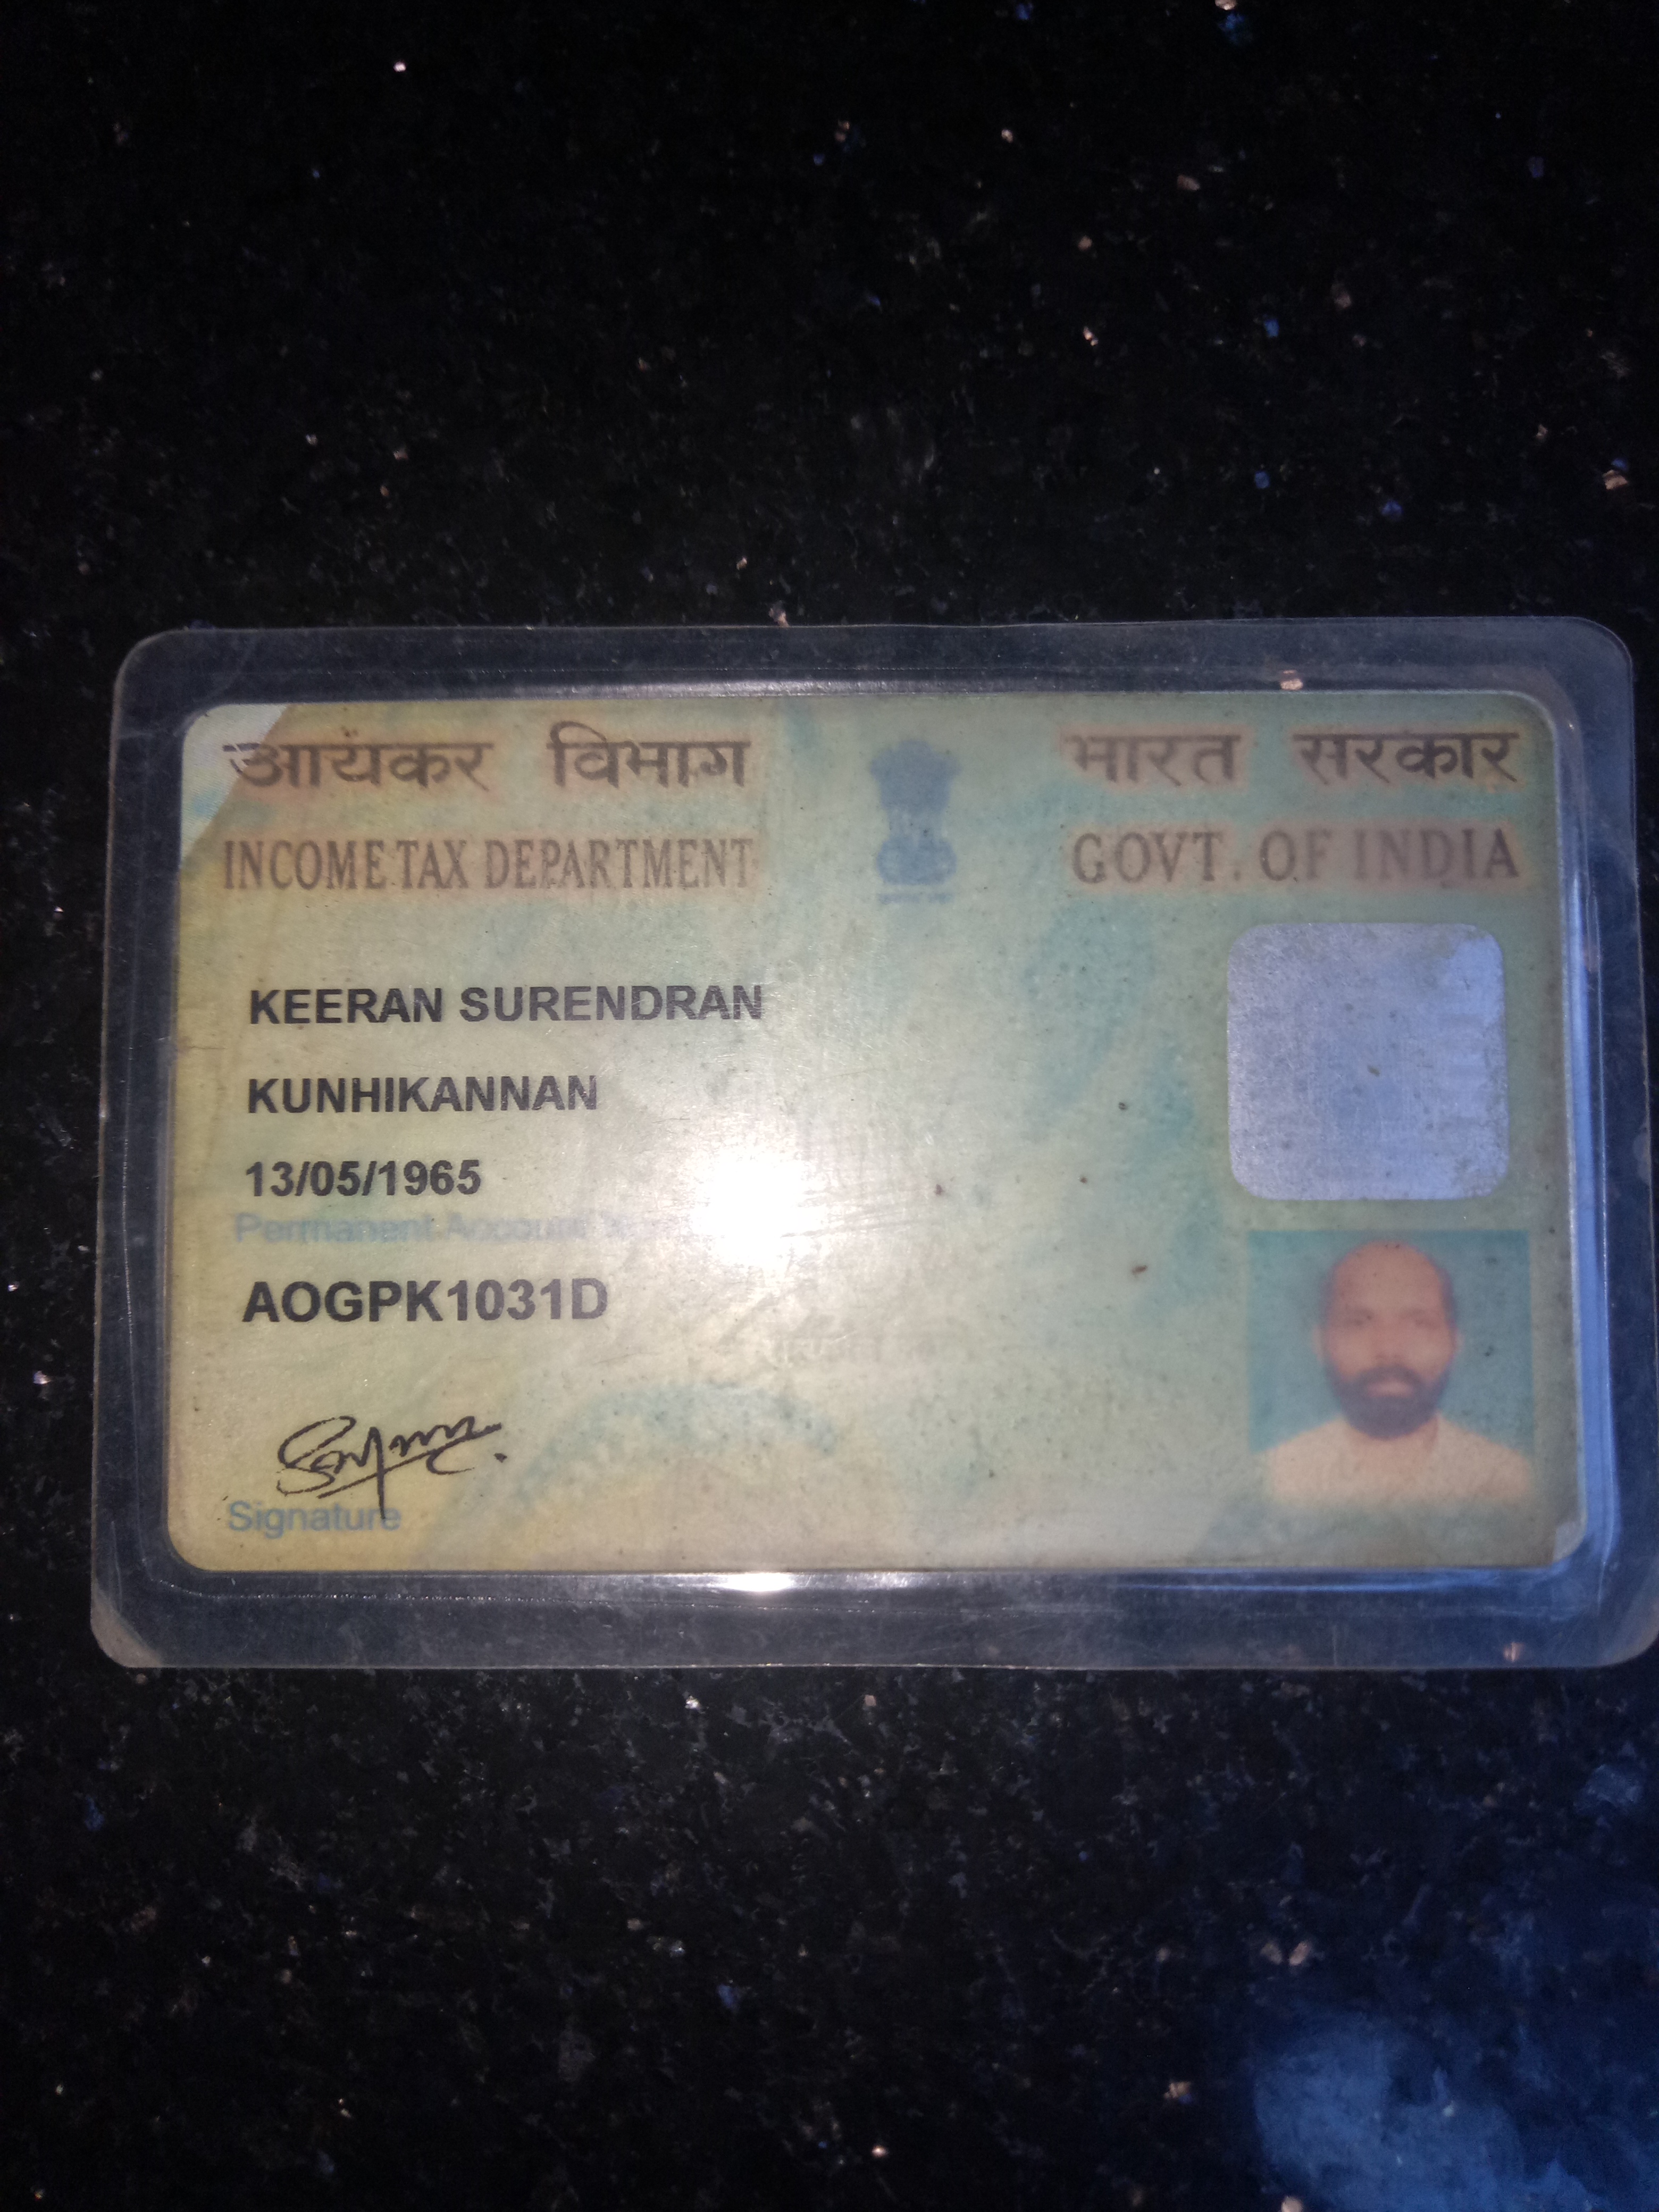 आयकर विभाग
भारत सरकार
INCOME TAX DEPARTMENT
GOVT. OF INDIA
KEERAN SURENDRAN
KUNHIKANNAN
13/05/1965
Permanent Account
AOGPK1031D
Signature